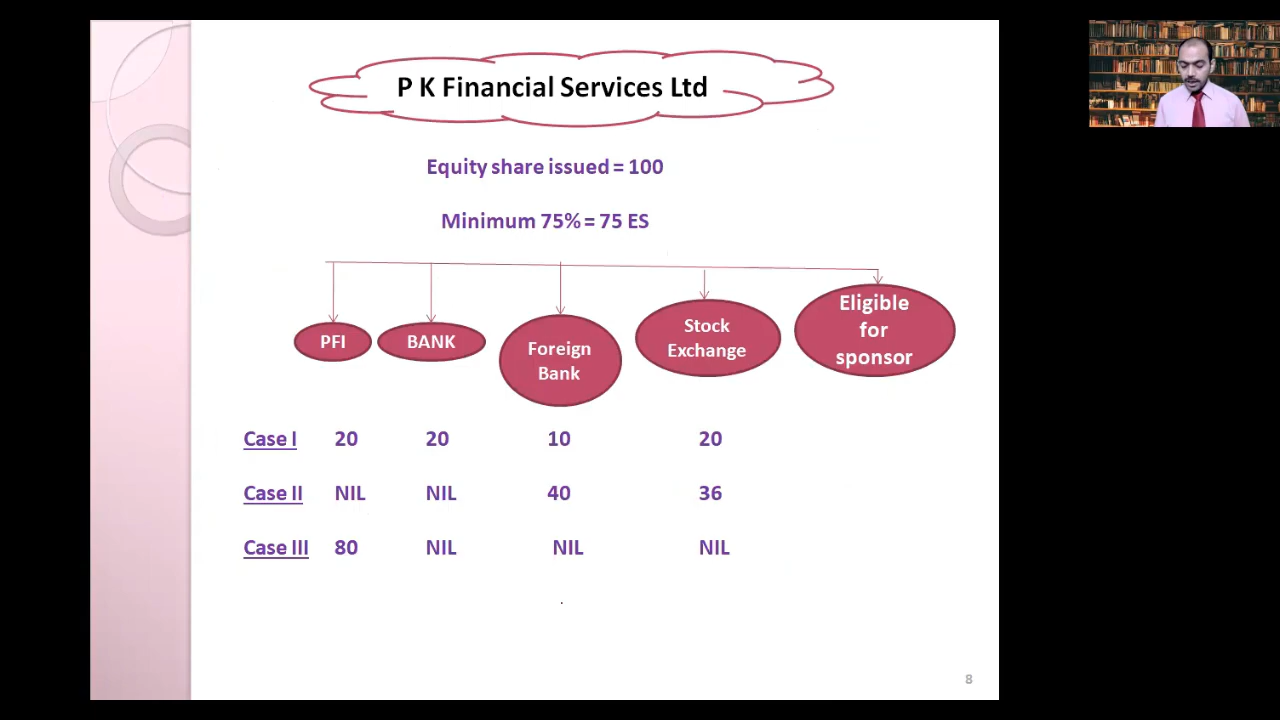 P K Financial Services Ltd
Equity share issued = 100
Minimum 75% = 75 ES
PFI
BANK
Foreign
Bank
Stock
Exchange
Eligible
for
sponsor
Case I 20 20 10 20
Case II NIL NIL 40 36
Case III 80 NIL NIL NIL
8